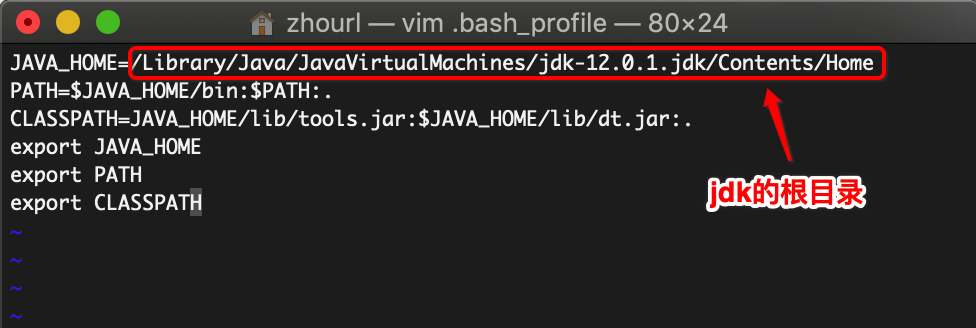 zhourl — vim .bash_profile — 80×24
JAVA_HOME=/Library/Java/JavaVirtualMachines/jdk-12.0.1.jdk/Contents/Home
PATH=$JAVA_HOME/bin:$PATH:.
CLASSPATH=JAVA_HOME/lib/tools.jar:$JAVA_HOME/lib/dt.jar:.
export JAVA_HOME
export PATH
export CLASSPATH
jdk的根目录
~
~
~
~